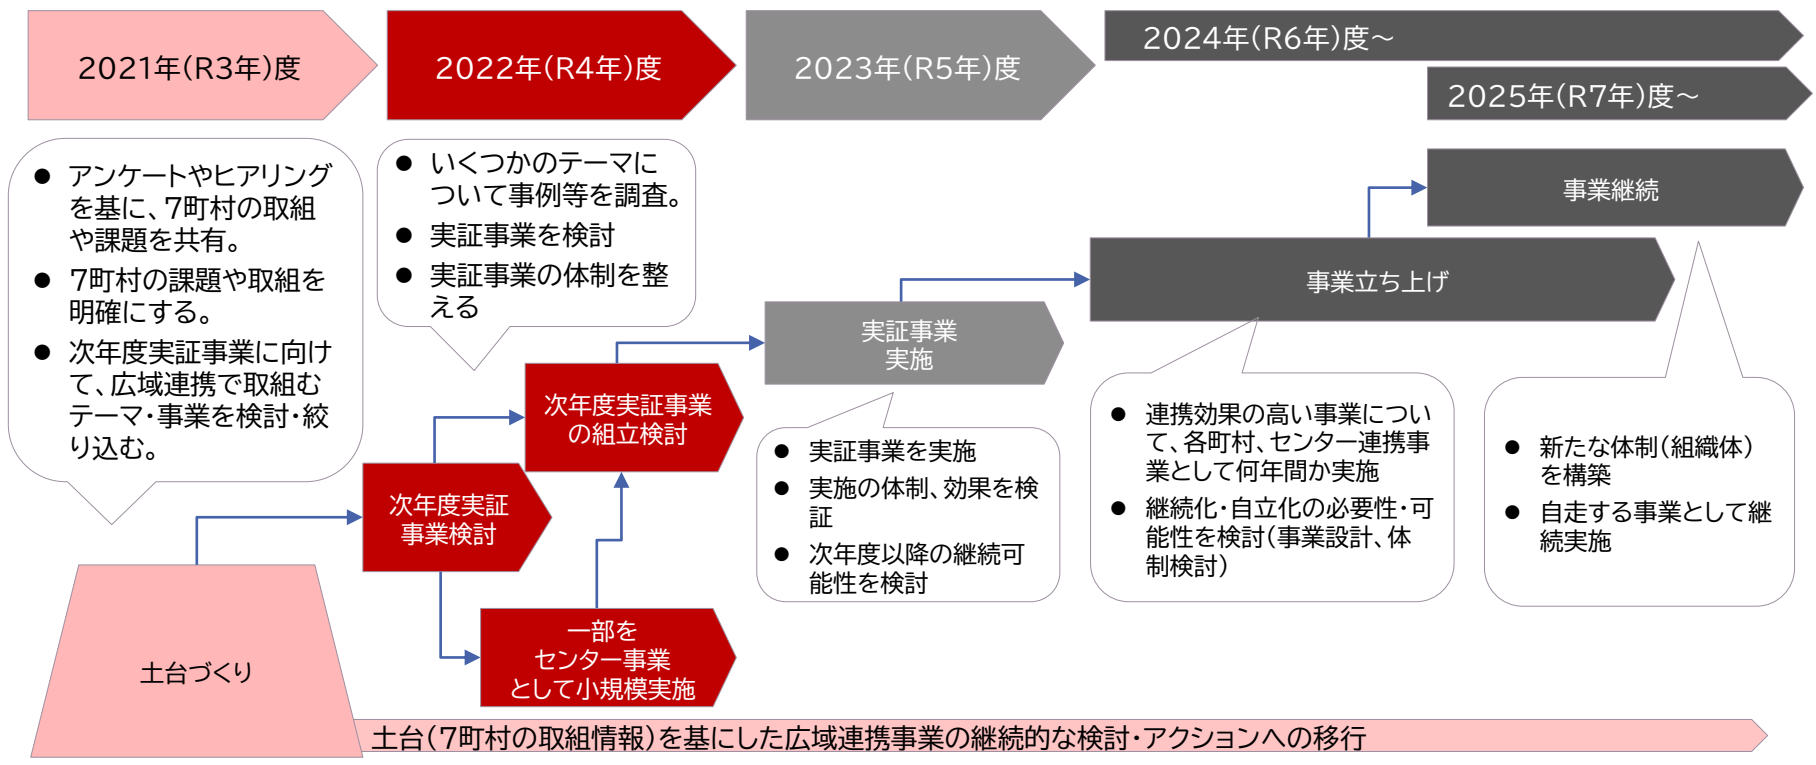 2021年(R3年)度
2022年(R4年)度
2023年(R5年)度
2024年(R6年)度～
2025年(R7年)度～
● アンケートやヒアリング
を基に、7町村の取組
や課題を共有。
● 7町村の課題や取組を
明確にする。
● 次年度実証事業に向け
て、広域連携で取組む
テーマ・事業を検討・絞
り込む。
● いくつかのテーマに
ついて事例等を調査。
● 実証事業を検討
● 実証事業の体制を整
える
事業継続
事業立ち上げ
実証事業
実施
次年度実証事業
の組立検討
次年度実証
事業検討
一部を
センター事業
として小規模実施
● 実証事業を実施
● 実施の体制、効果を検
証
● 次年度以降の継続可
能性を検討
● 連携効果の高い事業につい
て、各町村、センター連携事
業として何年間か実施
● 継続化・自立化の必要性・可
能性を検討(事業設計、体
制検討)
● 新たな体制(組織体)
を構築
● 自走する事業として継
続実施
土台づくり
土台(7町村の取組情報)を基にした広域連携事業の継続的な検討・アクションへの移行